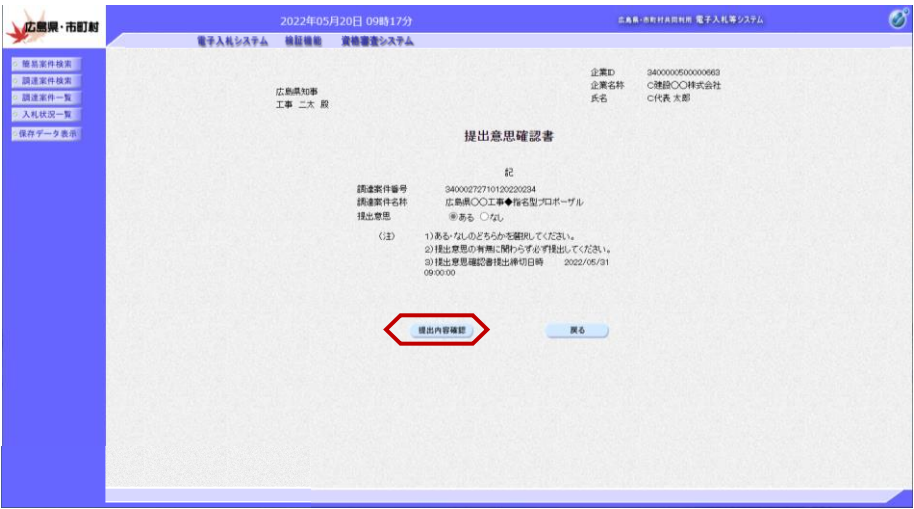 広島県・市町村
2022年05月20日 09時17分
広島県・市町村共同利用 電子入札等システム
電子入札システム 検証機能 資格審査システム
簡易案件検索
調達案件検索
調達案件一覧
入札状況一覧
保存データ表示
企業ID 3400000500000663
企業名称 C建設〇〇株式会社
氏名 C代表 太郎
広島県知事
工事 二太 殿
提出意思確認書
記
調達案件番号 34000272710120220234
調達案件名称 広島県〇〇工事◆指名型プロポーザル
提出意思 ある なし
(注) 1)ある・なしのどちらかを選択してください。
2)提出意思の有無に関わらず必ず提出してください。
3)提出意思確認書提出締切日時 2022/05/31
09:00:00
提出内容確認 戻る